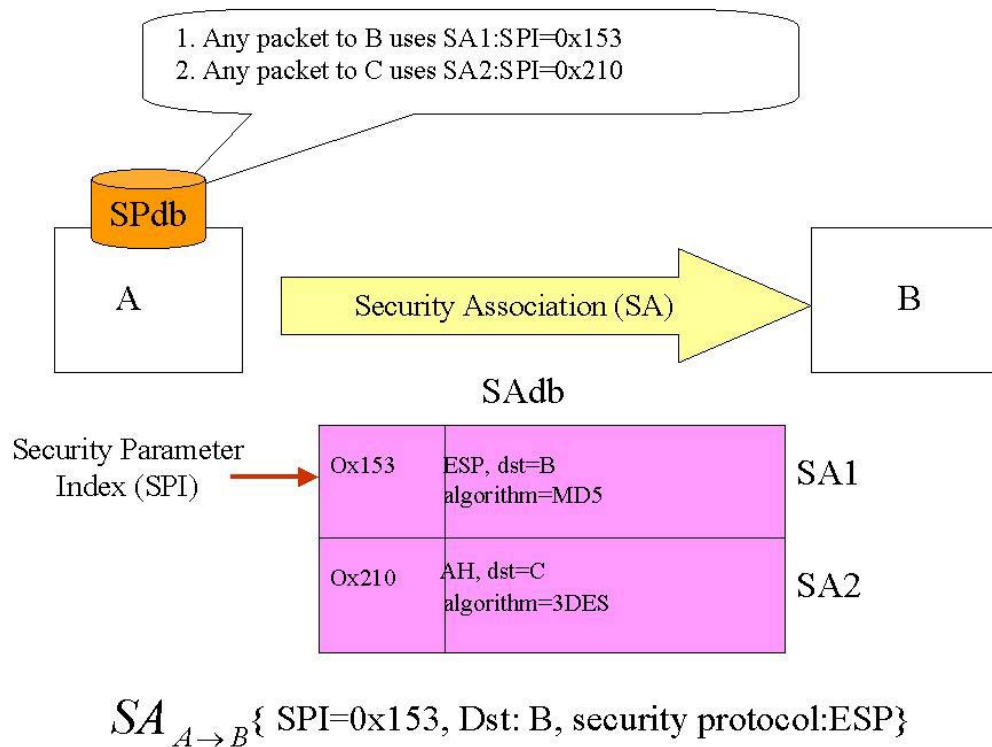 1. Any packet to B uses SA1:SPI=0x153
2. Any packet to C uses SA2:SPI=0x210
SPdb
A
Security Association (SA)
B
SAdb
Security Parameter
Index (SPI)
Ox153
ESP, dst=B
algorithm=MD5
SA1
Ox210
AH, dst=C
algorithm=3DES
SA2
SA A→B{ SPI=0x153, Dst: B, security protocol:ESP}